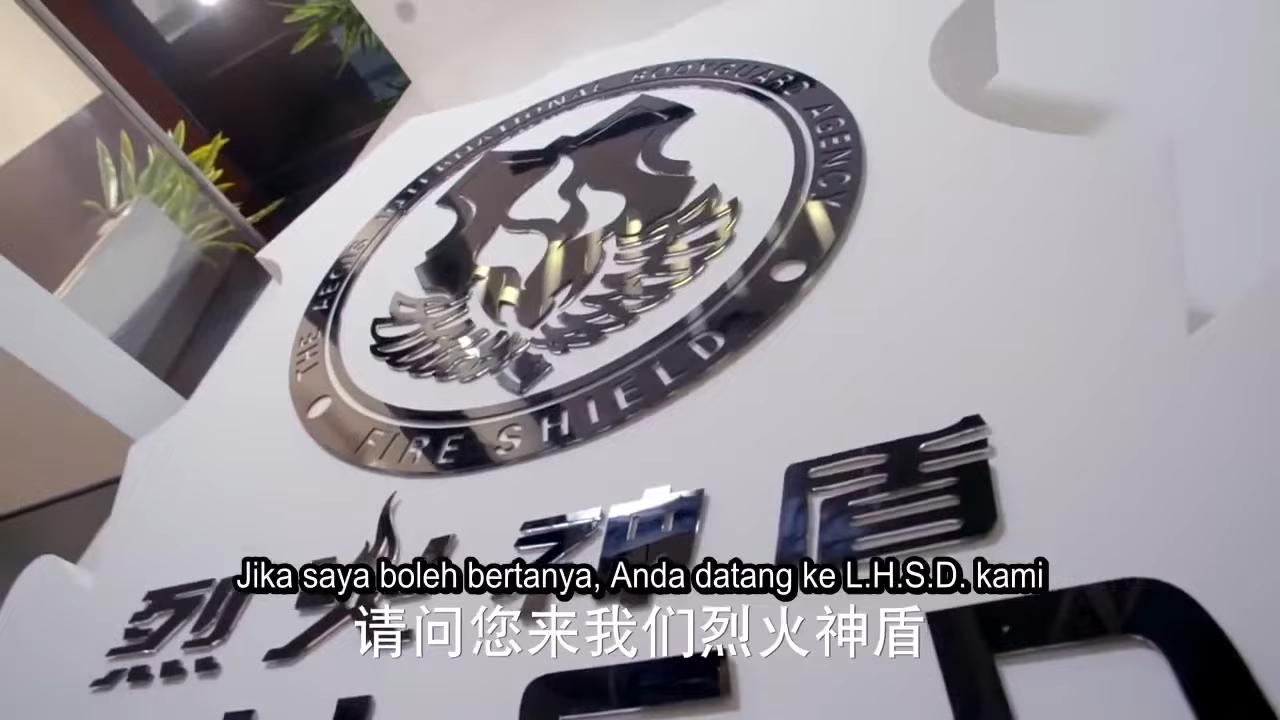 THE AEGIS INTERNATIONAL BODYGUARD AGENCY
FIRE SHIELD
烈火神盾
Jika saya boleh bertanya, Anda datang ke L.H.S.D. kami
请问您来我们烈火神盾